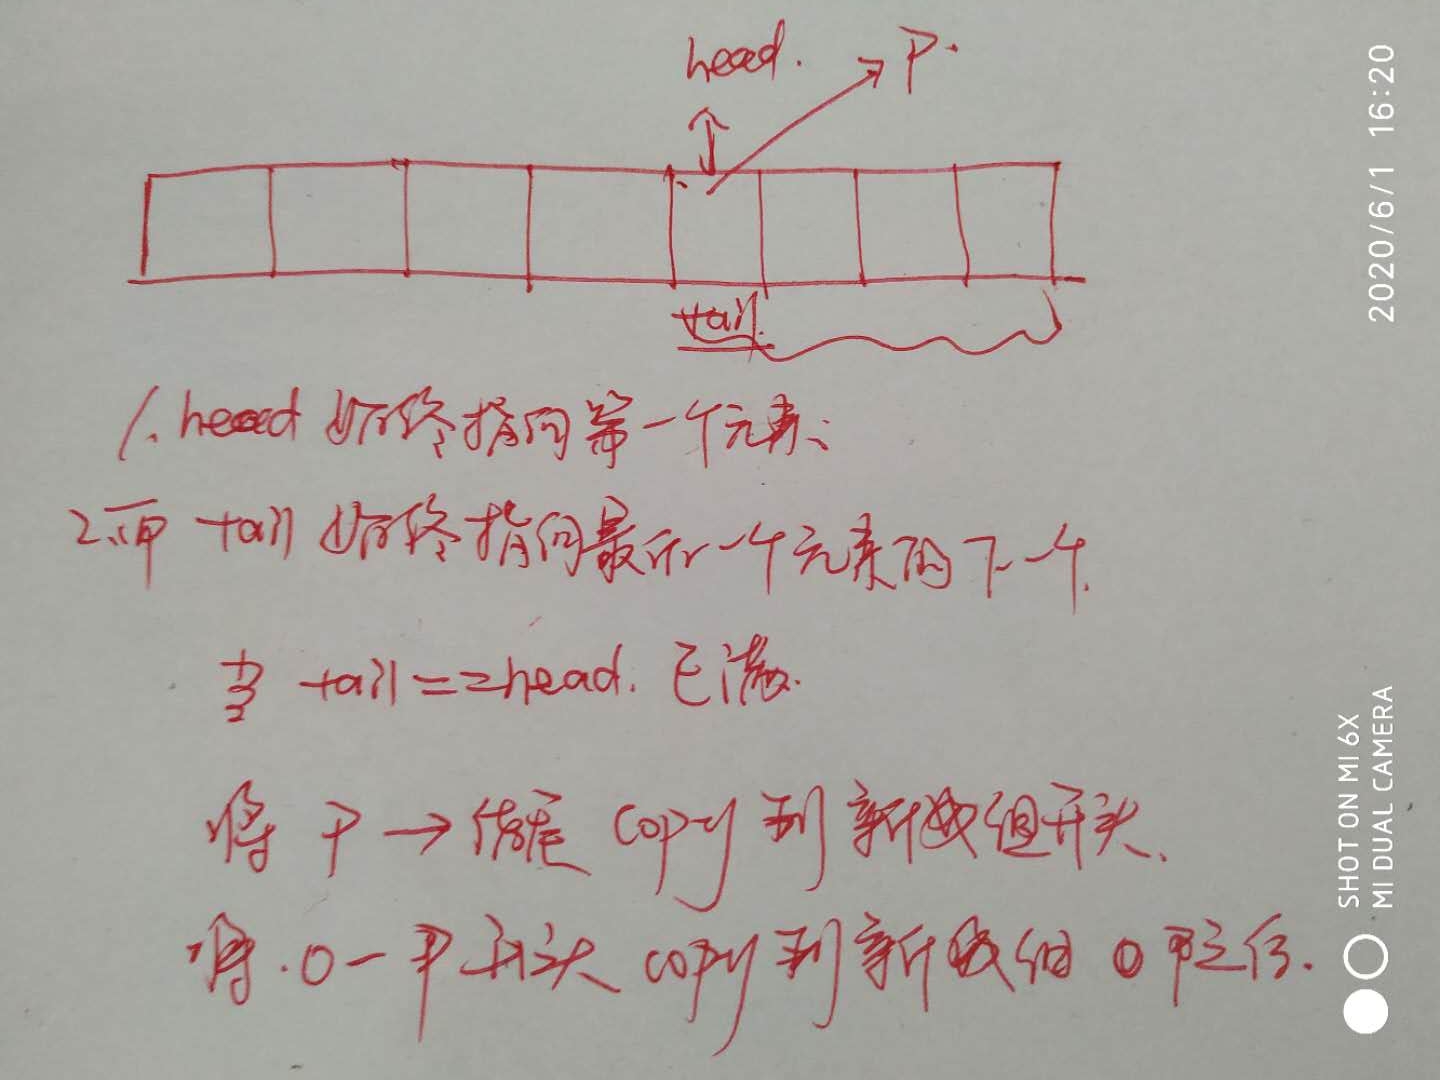 head. P.
tail.
1. head 始终指向第一个元素;
2. tail 始终指向最后一个元素的下一个.
当 tail == head. 已满.
将 P → 结尾 copy 到 新数组开头.
将 0 - P 开头 copy 到 新数组 P之后.
2020/6/1 16:20
SHOT ON MI 6X
MI DUAL CAMERA